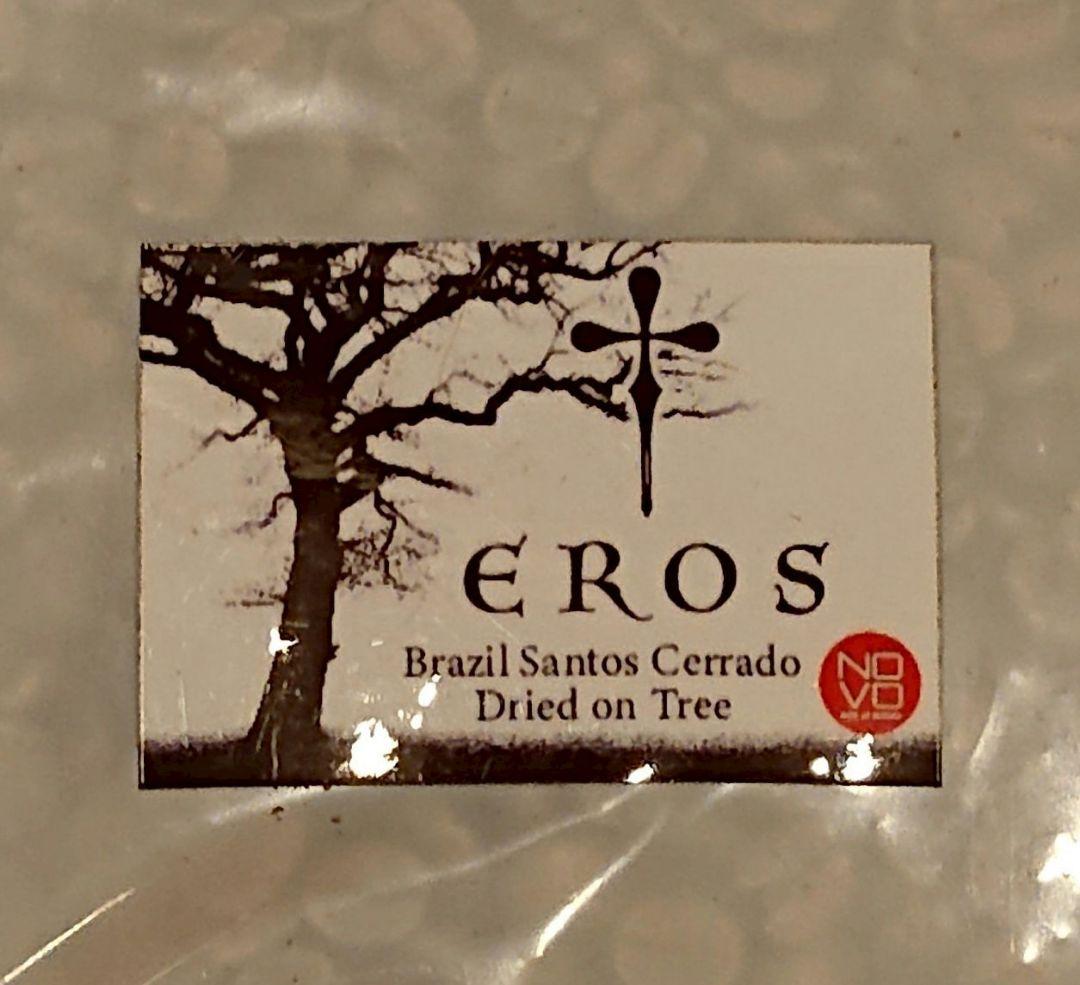 EROS
Brazil Santos Cerrado
Dried on Tree
NO
VO